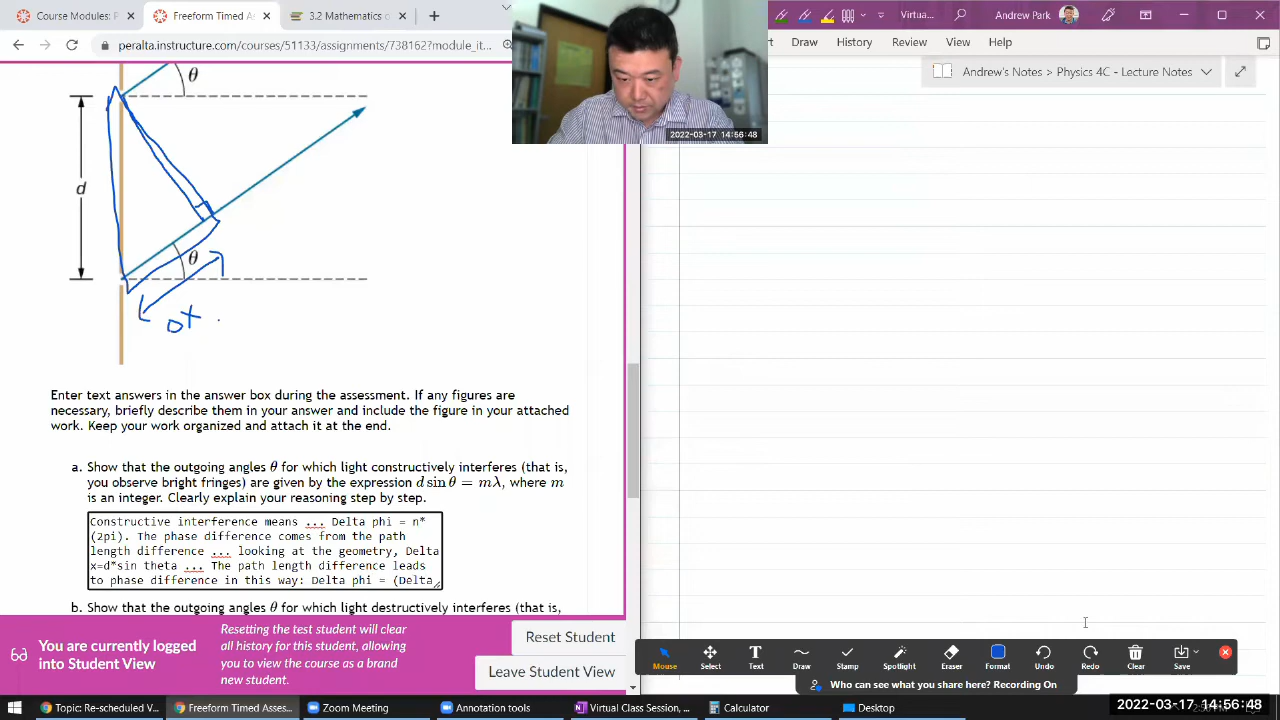 Course Modules: P
Freeform Timed Ass
3.2 Mathematics of
Virtua...
Andrew Park
peralta.instructure.com/courses/51133/assignments/738162?module_it...
Draw
History
Review
View
Help
Andrew's Notes > Physics 4C - Lecture Notes
2022-03-17 14:56:48
θ
d
θ
Enter text answers in the answer box during the assessment. If any figures are
necessary, briefly describe them in your answer and include the figure in your attached
work. Keep your work organized and attach it at the end.
a. Show that the outgoing angles θ for which light constructively interferes (that is,
you observe bright fringes) are given by the expression d sin θ = mλ, where m
is an integer. Clearly explain your reasoning step by step.
Constructive interference means ... Delta phi = n*
(2pi). The phase difference comes from the path
length difference ... looking at the geometry, Delta
x=d*sin theta ... The path length difference leads
to phase difference in this way: Delta phi = (Delta
b. Show that the outgoing angles θ for which light destructively interferes (that is,
You are currently logged
into Student View
Resetting the test student will clear
all history for this student, allowing
you to view the course as a brand
new student.
Reset Student
Leave Student View
Mouse
Select
Text
Draw
Stamp
Spotlight
Eraser
Format
Undo
Redo
Clear
Save
Who can see what you share here? Recording On
Topic: Re-scheduled V...
Freeform Timed Asses...
Zoom Meeting
Annotation tools
Virtual Class Session, ...
Calculator
Desktop
2022-03-17 14:56:48